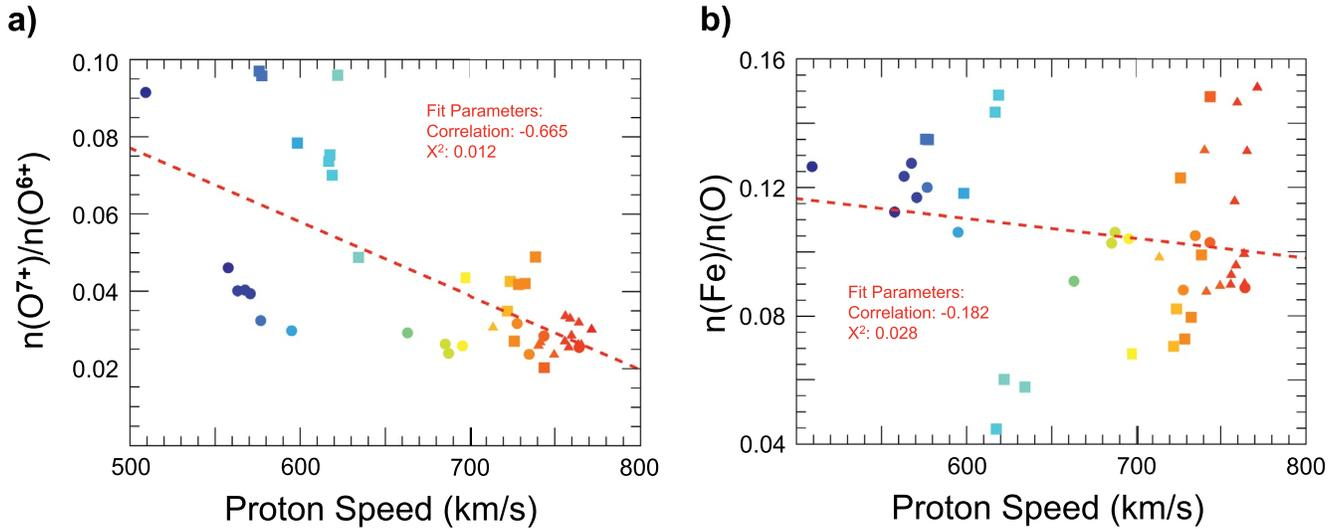 a)
n(O⁷⁺)/n(O⁶⁺)
0.10
0.08
0.06
0.04
0.02
Fit Parameters:
Correlation: -0.665
X²: 0.012
500
600
700
800
Proton Speed (km/s)
b)
n(Fe)/n(O)
0.16
0.12
0.08
0.04
Fit Parameters:
Correlation: -0.182
X²: 0.028
600
700
800
Proton Speed (km/s)